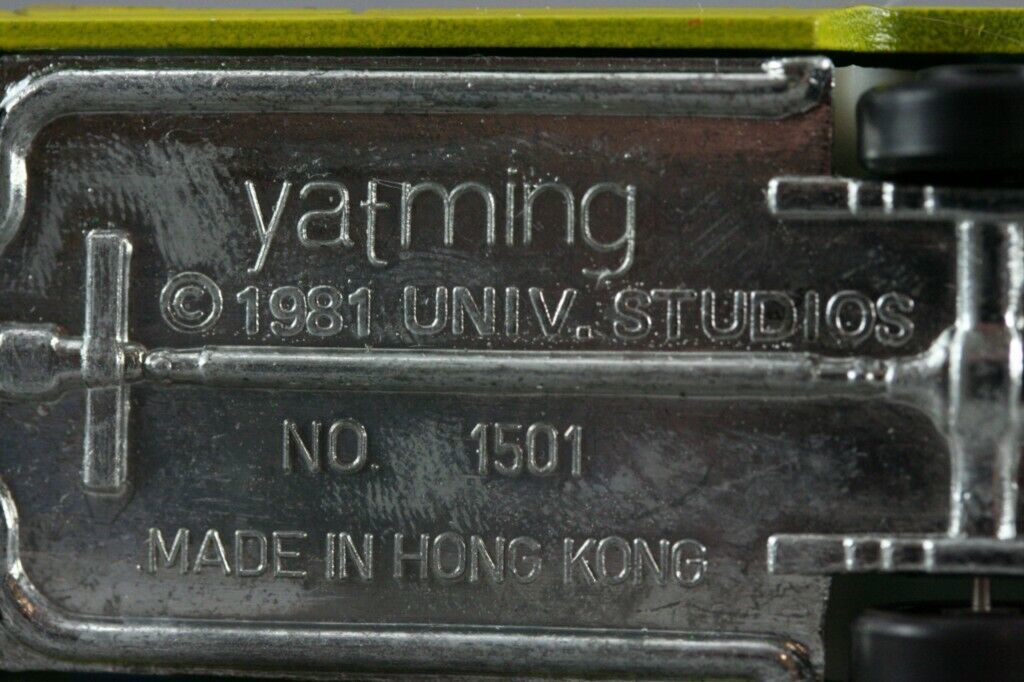 yatming
©1981 UNIV. STUDIOS
NO. 1501
MADE IN HONG KONG